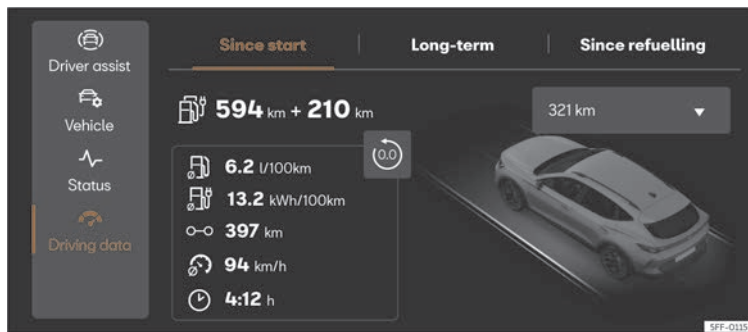 Driver assist
Vehicle
Status
Driving data
Since start
Long-term
Since refuelling
594 km + 210 km
321 km
(0.0)
6.2 l/100km
13.2 kWh/100km
397 km
94 km/h
4:12 h
5FF-0115